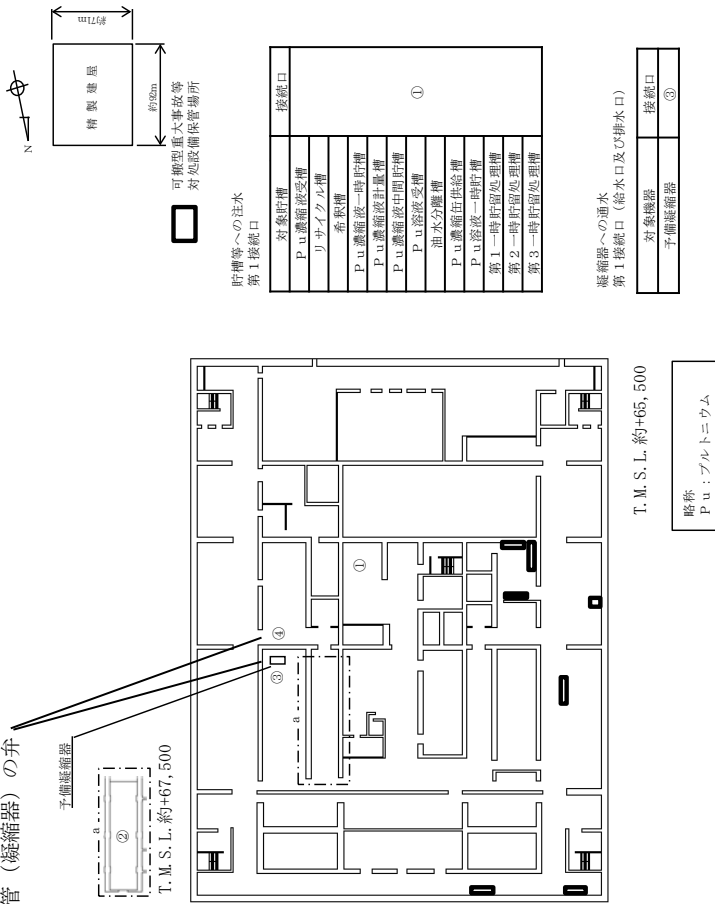 管（凝縮器）の弁
予備凝縮器
a
②
T. M. S. L. 約+67,500
④
③
a
①
T. M. S. L. 約+65,500
略称
Ｐｕ：プルトニウム
N
精製建屋
約71m
約92m
可搬型重大事故等
対処設備保管場所
貯槽等への注水
第１接続口
対象貯槽 接続口
Ｐｕ濃縮液受槽 ①
リサイクル槽
希釈槽
Ｐｕ濃縮液一時貯槽
Ｐｕ濃縮液計量槽
Ｐｕ濃縮液中間貯槽
Ｐｕ溶液受槽
油水分離槽
Ｐｕ濃縮缶供給槽
Ｐｕ溶液一時貯槽
第１一時貯留処理槽
第２一時貯留処理槽
第３一時貯留処理槽
凝縮器への通水
第１接続口（給水口及び排水口）
対象機器 接続口
予備凝縮器 ③